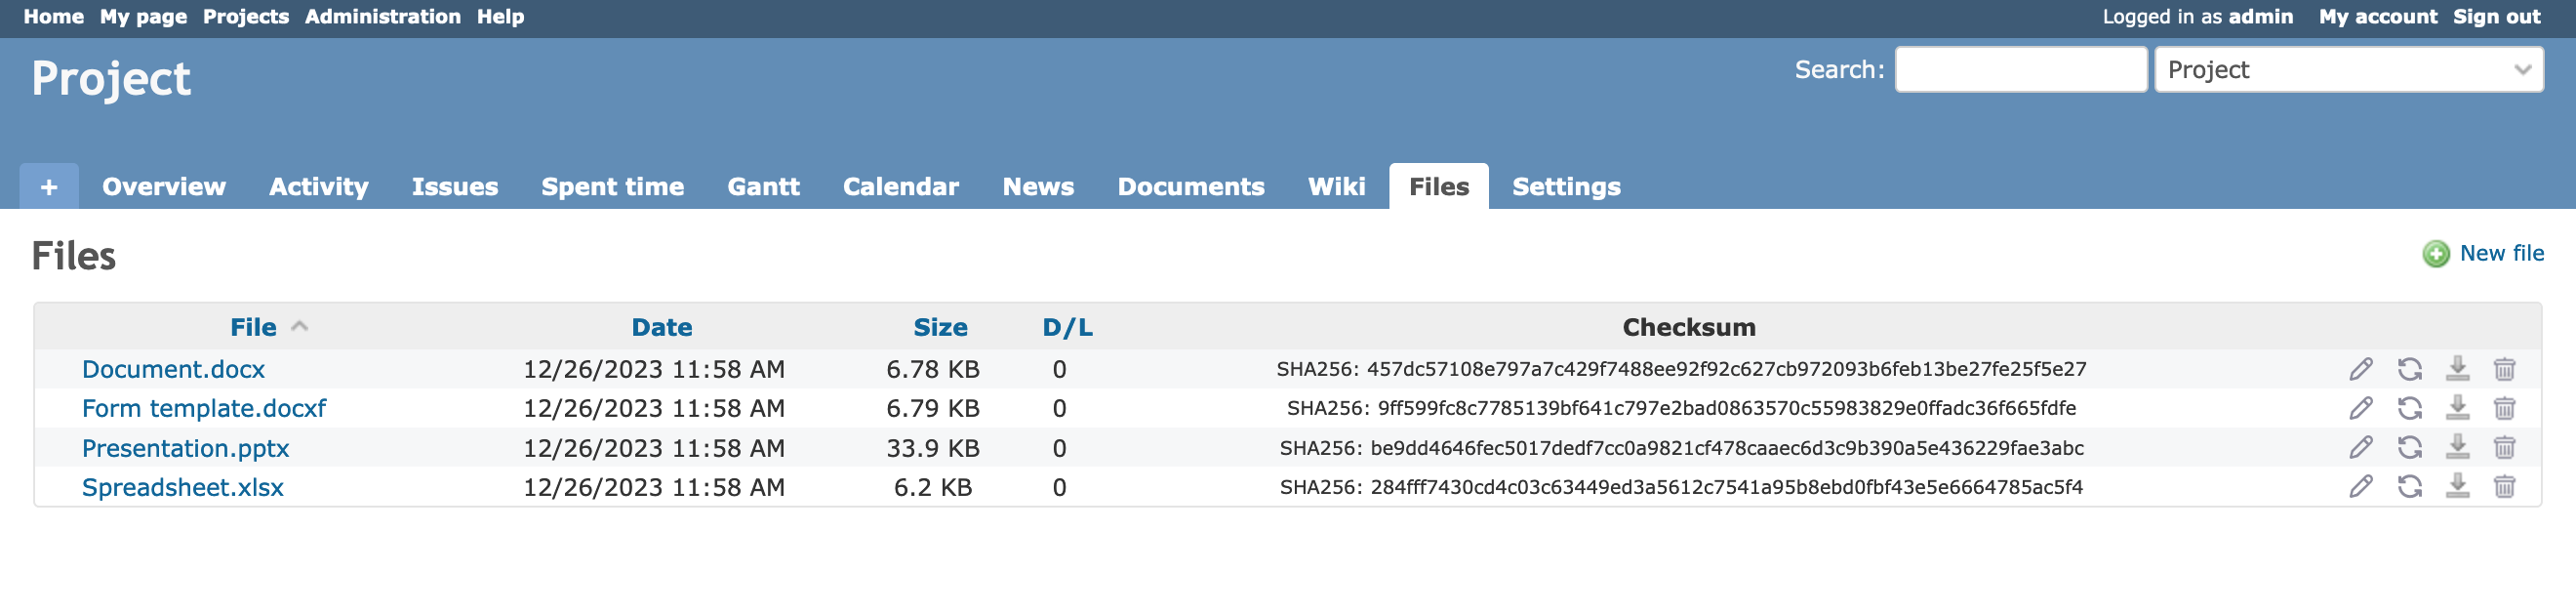 Home My page Projects Administration Help Logged in as admin My account Sign out
Project Search: Project
+ Overview Activity Issues Spent time Gantt Calendar News Documents Wiki Files Settings
Files New file
File Date Size D/L Checksum
Document.docx 12/26/2023 11:58 AM 6.78 KB 0 SHA256: 457dc57108e797a7c429f7488ee92f92c627cb972093b6feb13be27fe25f5e27
Form template.docxf 12/26/2023 11:58 AM 6.79 KB 0 SHA256: 9ff599fc8c7785139bf641c797e2bad0863570c55983829e0ffadc36f665fdfe
Presentation.pptx 12/26/2023 11:58 AM 33.9 KB 0 SHA256: be9dd4646fec5017dedf7cc0a9821cf478caaec6d3c9b390a5e436229fae3abc
Spreadsheet.xlsx 12/26/2023 11:58 AM 6.2 KB 0 SHA256: 284fff7430cd4c03c63449ed3a5612c7541a95b8ebd0fbf43e5e6664785ac5f4